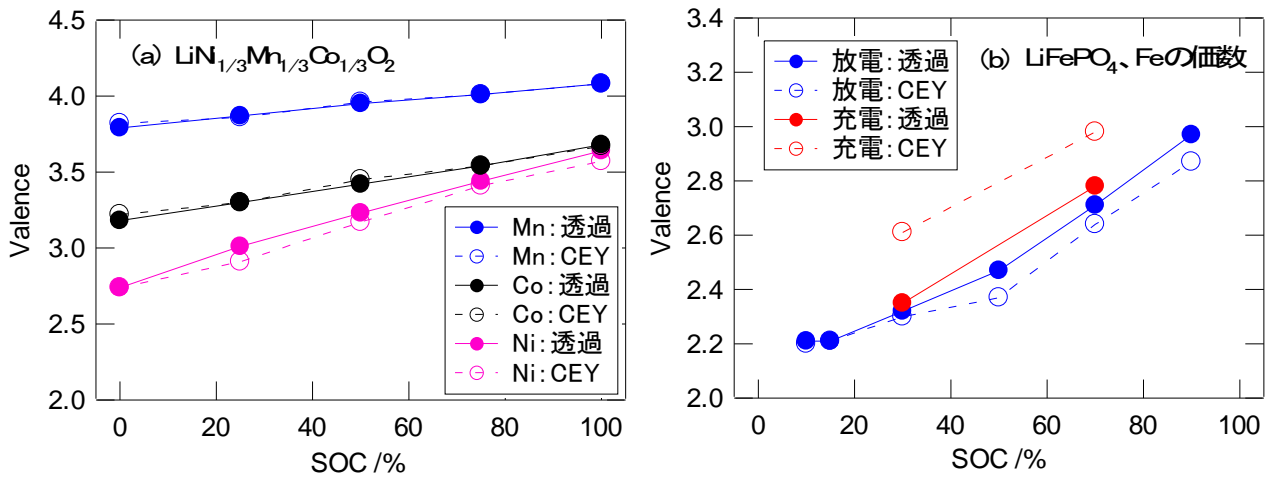 4.5
4.0
3.5
3.0
2.5
2.0
Valence
(a) LiNi1/3Mn1/3Co1/3O2
Mn:透過
Mn:CEY
Co:透過
Co:CEY
Ni:透過
Ni:CEY
0 20 40 60 80 100
SOC /%
3.4
3.2
3.0
2.8
2.6
2.4
2.2
2.0
Valence
放電:透過
放電:CEY
充電:透過
充電:CEY
(b) LiFePO4、Feの価数
0 20 40 60 80 100
SOC /%